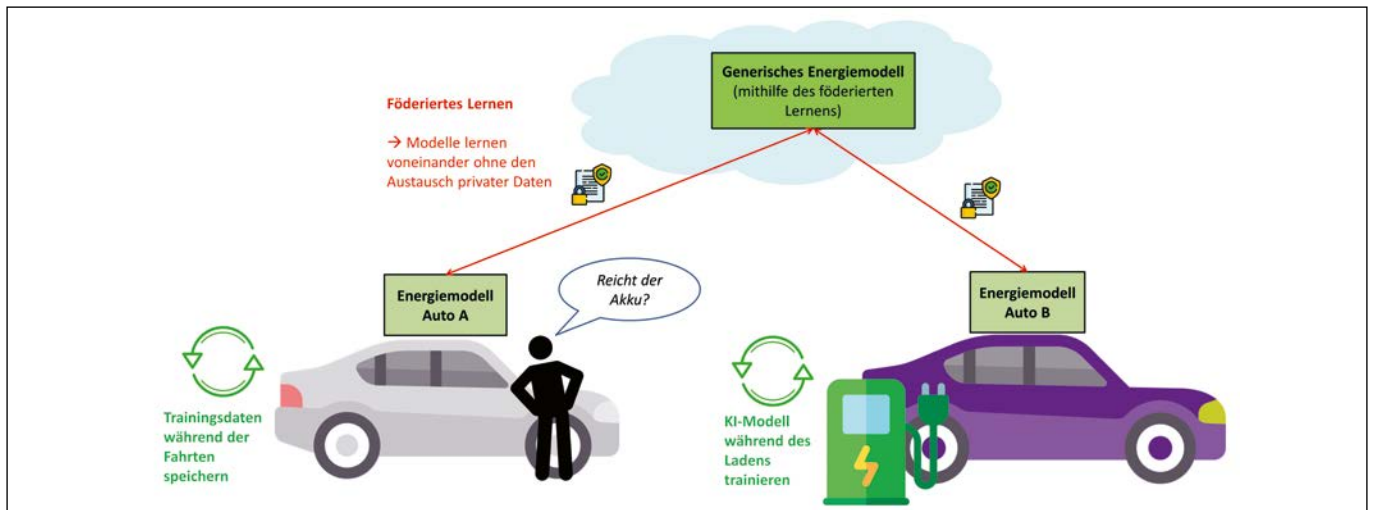 Generisches Energiemodell
(mithilfe des föderierten
Lernens)
Föderiertes Lernen
→ Modelle lernen
voneinander ohne den
Austausch privater Daten
Reicht der
Akku?
Energiemodell
Auto A
Energiemodell
Auto B
Trainingsdaten
während der
Fahrten
speichern
KI-Modell
während des
Ladens
trainieren